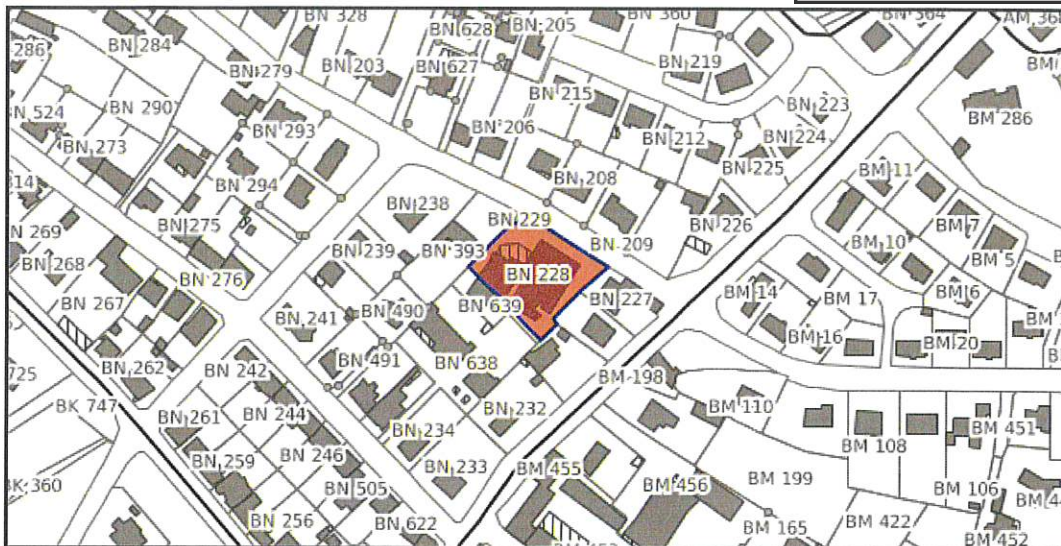 BN 328
BN 628
BN 205
BN 360
BN 364
AM 368
286
BN 284
BN 279
BN 203
BN 627
BN 219
BN 290
BN 215
BN 223
BM 286
N 524
BN 293
BN 206
BN 212
BN 224
BN 273
BN 225
BM 11
314
BN 294
BN 208
BN 238
BN 229
BN 226
BM 7
BN 275
N 269
BN 239
BN 393
BN 209
BM 10
BM 5
BN 268
BN 276
BN 228
BM 14
BM 17
BM 6
BN 267
BN 639
BN 227
BN 241
BN 490
BM 16
BM 20
BN 491
BN 638
725
BN 262
BN 242
BM 198
BK 747
BM 110
BN 261
BN 244
BN 232
BM 451
BN 234
BM 108
BN 259
BN 246
BN 233
BM 455
BM 456
BM 199
K 360
BN 505
BM 106
BN 256
BN 622
BM 165
BM 422
BM 452